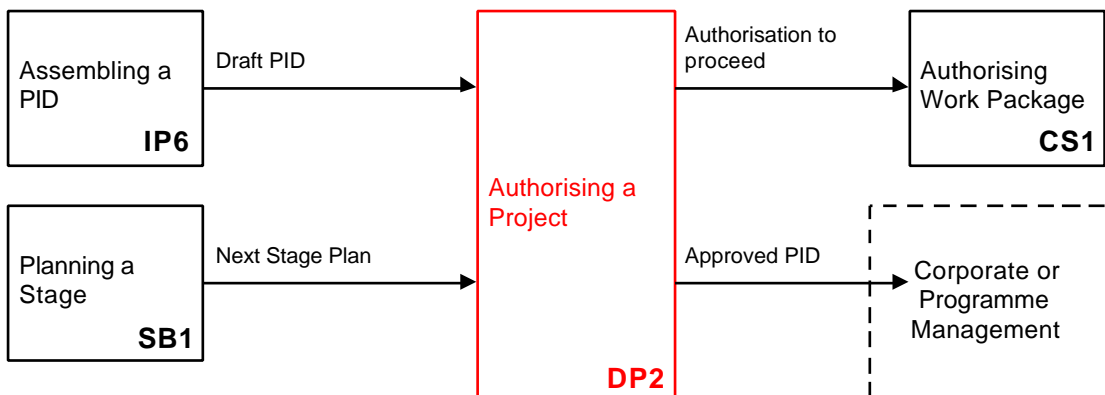 Assembling a
PID
IP6
Draft PID
Planning a
Stage
SB1
Next Stage Plan
Authorising a
Project
DP2
Authorisation to
proceed
Authorising
Work Package
CS1
Approved PID
Corporate or
Programme
Management